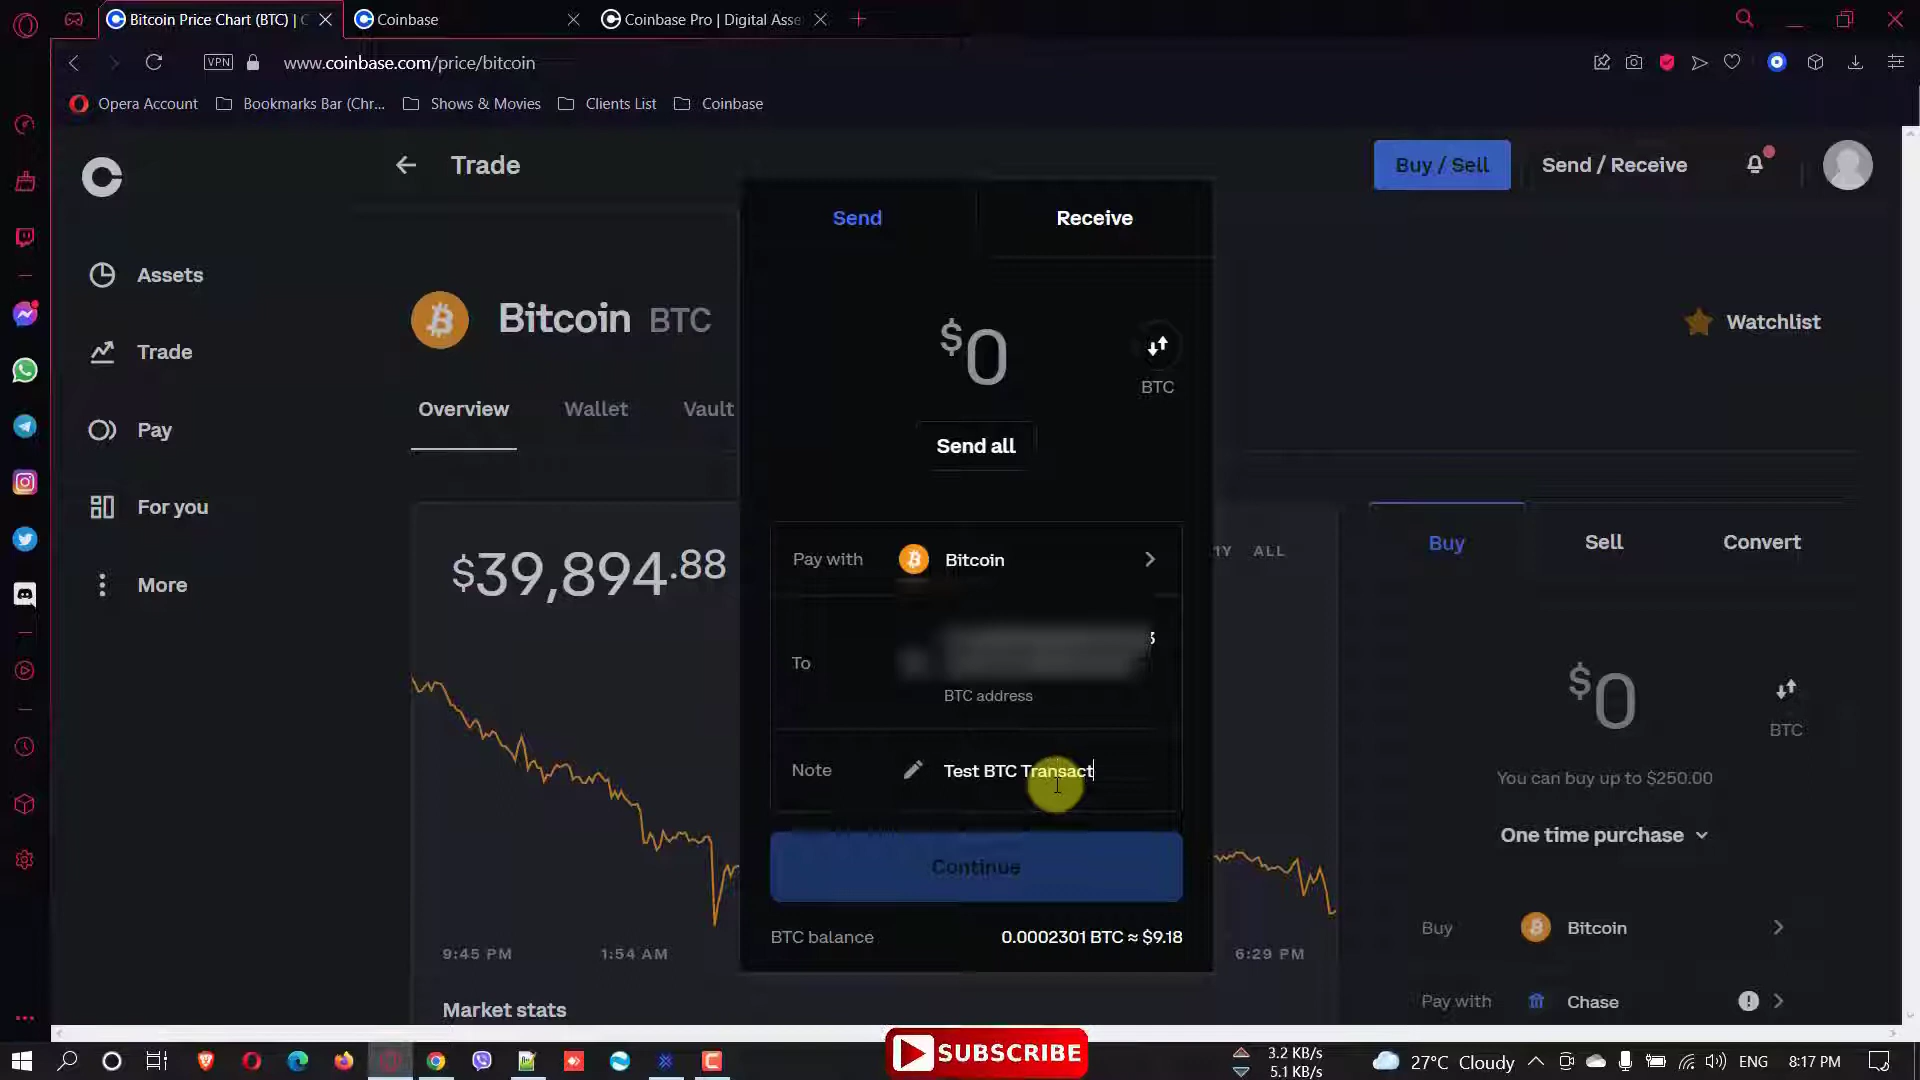 Bitcoin Price Chart (BTC) | C
Coinbase
Coinbase Pro | Digital Asse
VPN
www.coinbase.com/price/bitcoin
Opera Account
Bookmarks Bar (Chr...
Shows & Movies
Clients List
Coinbase
Trade
Buy / Sell
Send / Receive
Assets
Trade
Pay
For you
More
Bitcoin BTC
Watchlist
Overview
Wallet
Vault
$39,894.88
1Y ALL
9:45 PM
1:54 AM
6:29 PM
Market stats
Send
Receive
$0
BTC
Send all
Pay with
Bitcoin
To
3
BTC address
Note
Test BTC Transact
Continue
BTC balance
0.0002301 BTC ≈ $9.18
Buy
Sell
Convert
$0
BTC
You can buy up to $250.00
One time purchase
Buy
Bitcoin
Pay with
Chase
SUBSCRIBE
3.2 KB/s
5.1 KB/s
27°C Cloudy
ENG
8:17 PM